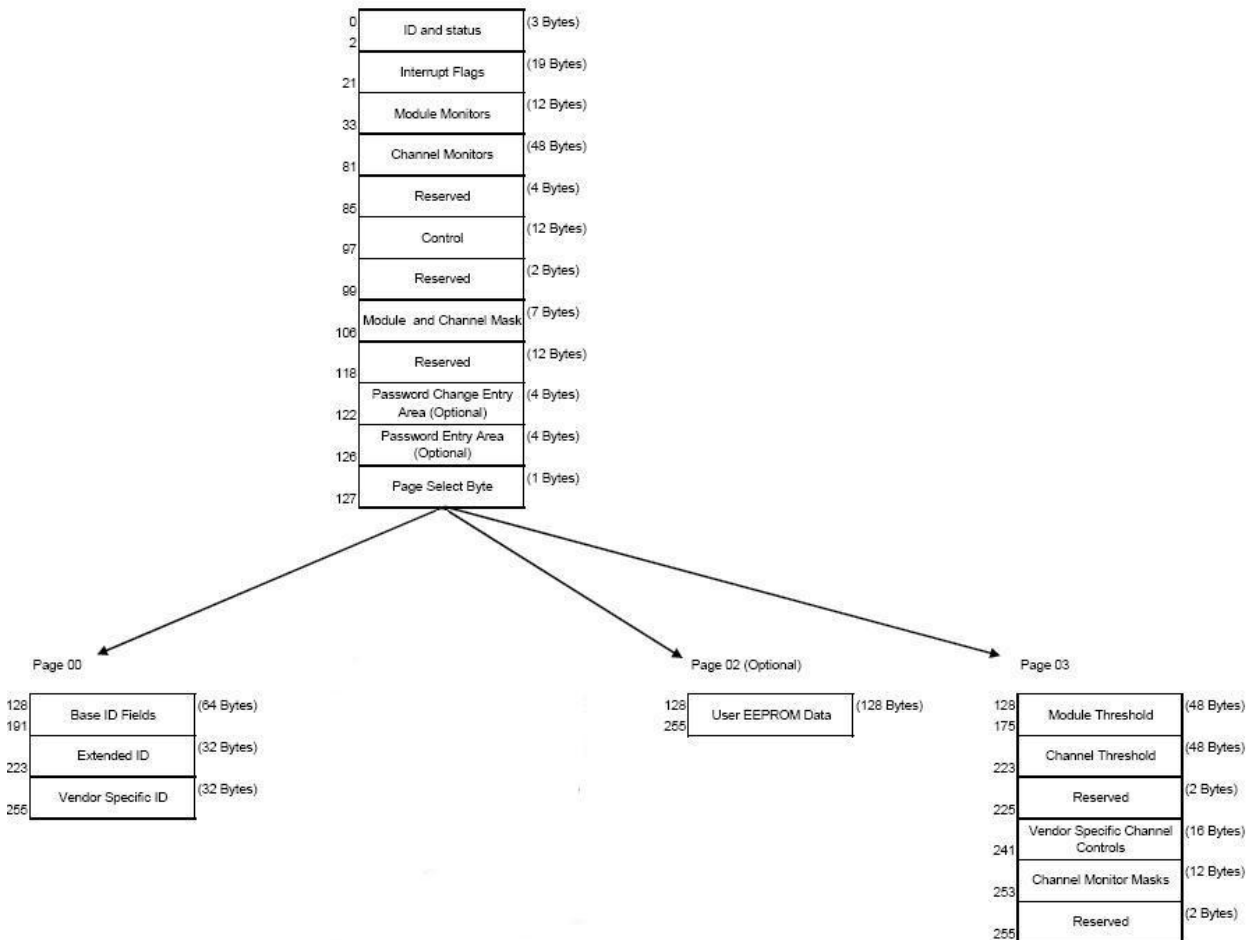 0
2
ID and status
(3 Bytes)
21
Interrupt Flags
(19 Bytes)
33
Module Monitors
(12 Bytes)
81
Channel Monitors
(48 Bytes)
85
Reserved
(4 Bytes)
97
Control
(12 Bytes)
99
Reserved
(2 Bytes)
106
Module and Channel Mask
(7 Bytes)
118
Reserved
(12 Bytes)
122
Password Change Entry
Area (Optional)
(4 Bytes)
126
Password Entry Area
(Optional)
(4 Bytes)
127
Page Select Byte
(1 Bytes)
Page 00
128
191
Base ID Fields
(64 Bytes)
223
Extended ID
(32 Bytes)
255
Vendor Specific ID
(32 Bytes)
Page 02 (Optional)
128
255
User EEPROM Data
(128 Bytes)
Page 03
128
175
Module Threshold
(48 Bytes)
223
Channel Threshold
(48 Bytes)
225
Reserved
(2 Bytes)
241
Vendor Specific Channel
Controls
(16 Bytes)
253
Channel Monitor Masks
(12 Bytes)
255
Reserved
(2 Bytes)